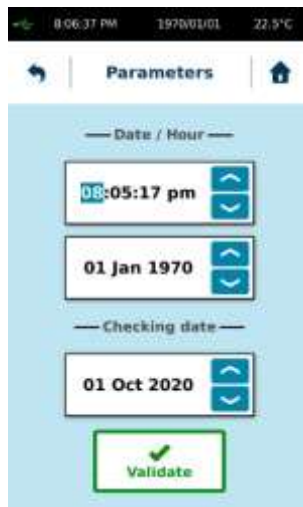 8:06:37 PM 1970/01/01 22.5°C
Parameters
Date / Hour
08:05:17 pm
01 Jan 1970
Checking date
01 Oct 2020
Validate